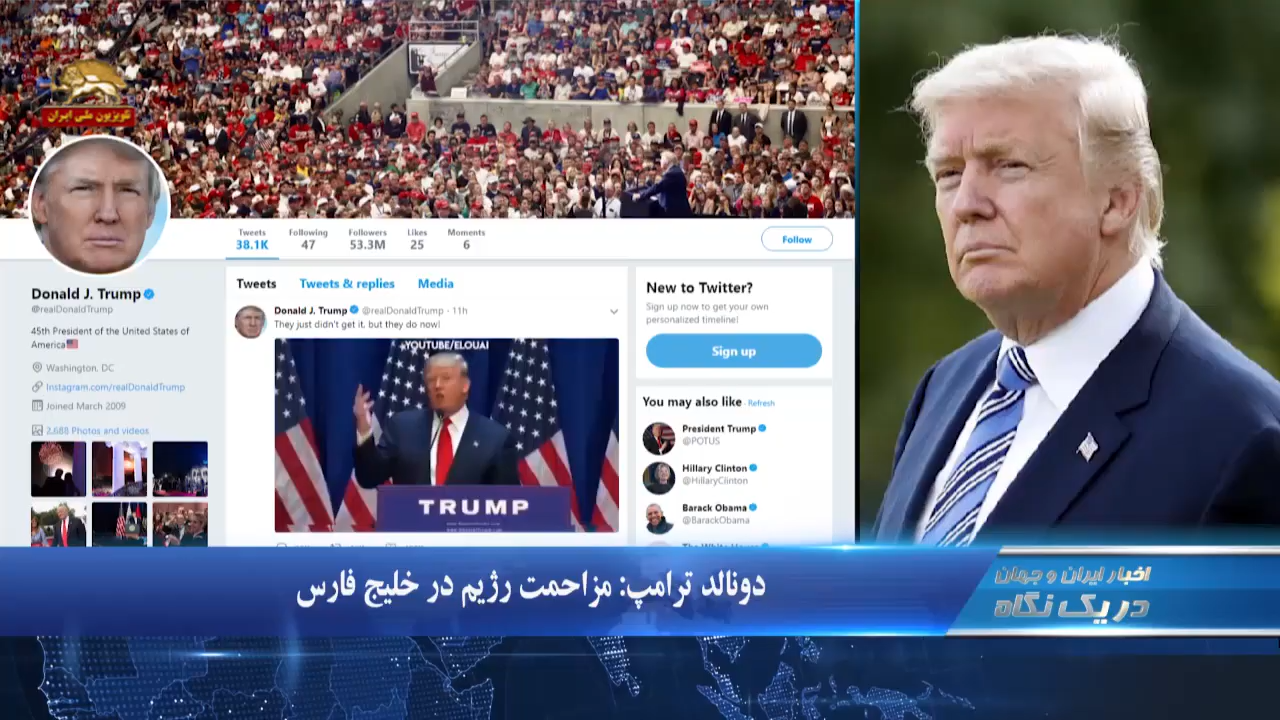 تلویزیون ملی ایران
Tweets
38.1K
Following
47
Followers
53.3M
Likes
25
Moments
6
Follow
Donald J. Trump
@realDonaldTrump
45th President of the United States of
America
Washington, DC
Instagram.com/realDonaldTrump
Joined March 2009
2,688 Photos and videos
Tweets Tweets & replies Media
Donald J. Trump @realDonaldTrump · 11h
They just didn't get it, but they do now!
YOUTUBE/ELOUAI
TRUMP
New to Twitter?
Sign up now to get your own
personalized timeline!
Sign up
You may also like · Refresh
President Trump
@POTUS
Hillary Clinton
@HillaryClinton
Barack Obama
@BarackObama
دونالد ترامپ: مزاحمت رژیم در خلیج فارس
اخبار ایران و جهان
در یک نگاه